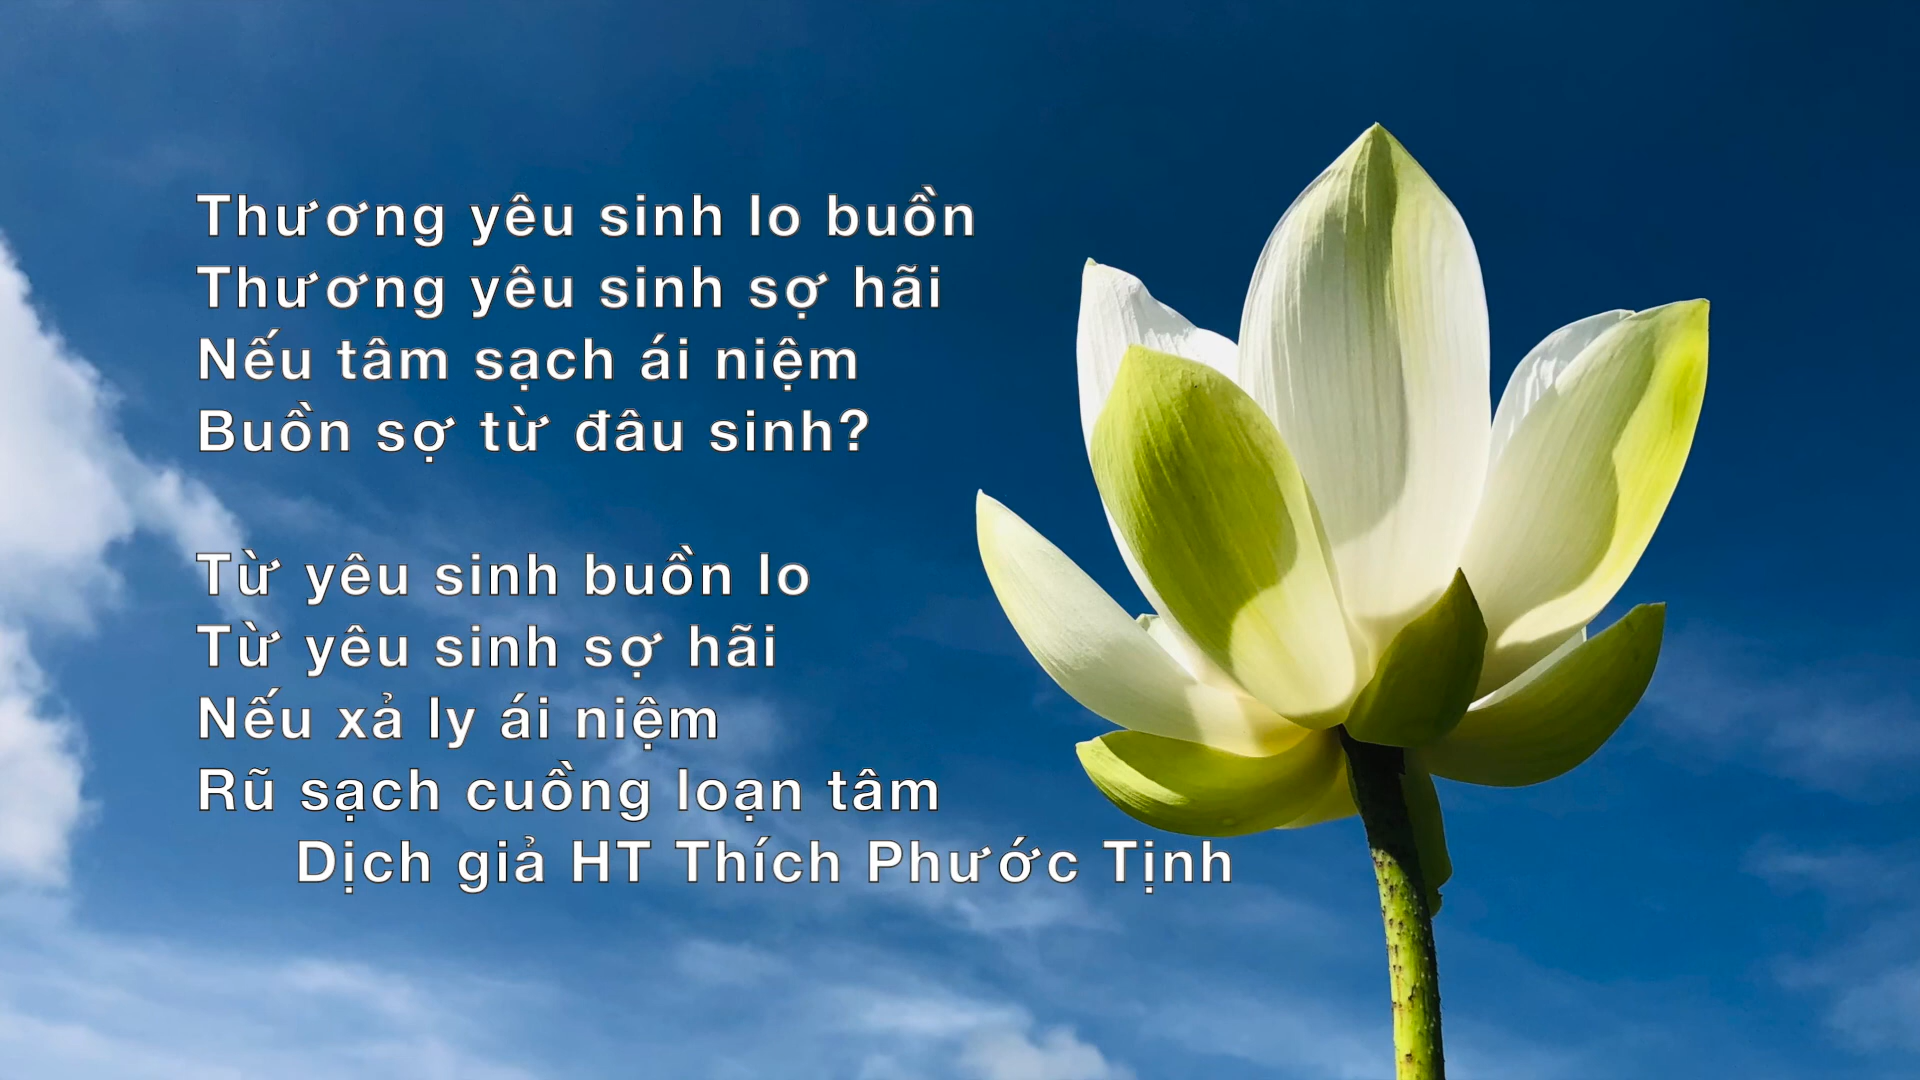 Thương yêu sinh lo buồn
Thương yêu sinh sợ hãi
Nếu tâm sạch ái niệm
Buồn sợ từ đâu sinh?
Từ yêu sinh buồn lo
Từ yêu sinh sợ hãi
Nếu xả ly ái niệm
Rũ sạch cuồng loạn tâm
Dịch giả HT Thích Phước Tịnh